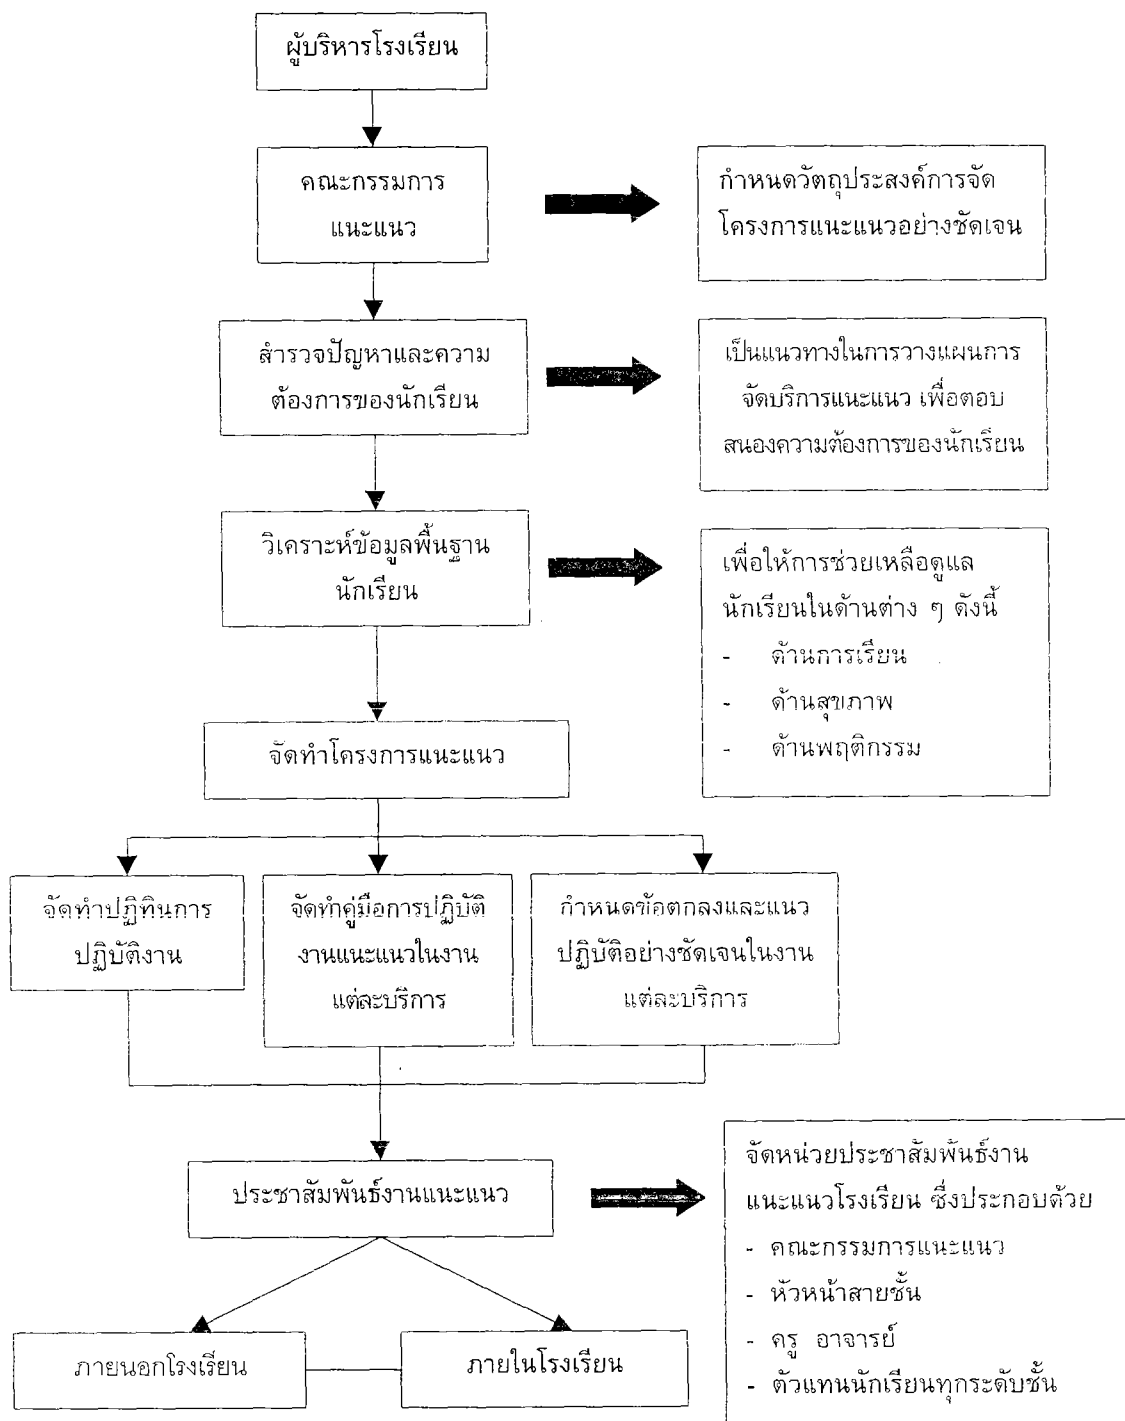 ผู้บริหารโรงเรียน
คณะกรรมการ
แนะแนว
กำหนดวัตถุประสงค์การจัด
โครงการแนะแนวอย่างชัดเจน
สำรวจปัญหาและความ
ต้องการของนักเรียน
เป็นแนวทางในการวางแผนการ
จัดบริการแนะแนว เพื่อตอบ
สนองความต้องการของนักเรียน
วิเคราะห์ข้อมูลพื้นฐาน
นักเรียน
เพื่อให้การช่วยเหลือดูแล
นักเรียนในด้านต่าง ๆ ดังนี้
- ด้านการเรียน
- ด้านสุขภาพ
- ด้านพฤติกรรม
จัดทำโครงการแนะแนว
จัดทำปฏิทินการ
ปฏิบัติงาน
จัดทำคู่มือการปฏิบัติ
งานแนะแนวในงาน
แต่ละบริการ
กำหนดข้อตกลงและแนว
ปฏิบัติอย่างชัดเจนในงาน
แต่ละบริการ
ประชาสัมพันธ์งานแนะแนว
จัดหน่วยประชาสัมพันธ์งาน
แนะแนวโรงเรียน ซึ่งประกอบด้วย
- คณะกรรมการแนะแนว
- หัวหน้าสายชั้น
- ครู อาจารย์
- ตัวแทนนักเรียนทุกระดับชั้น
ภายนอกโรงเรียน
ภายในโรงเรียน